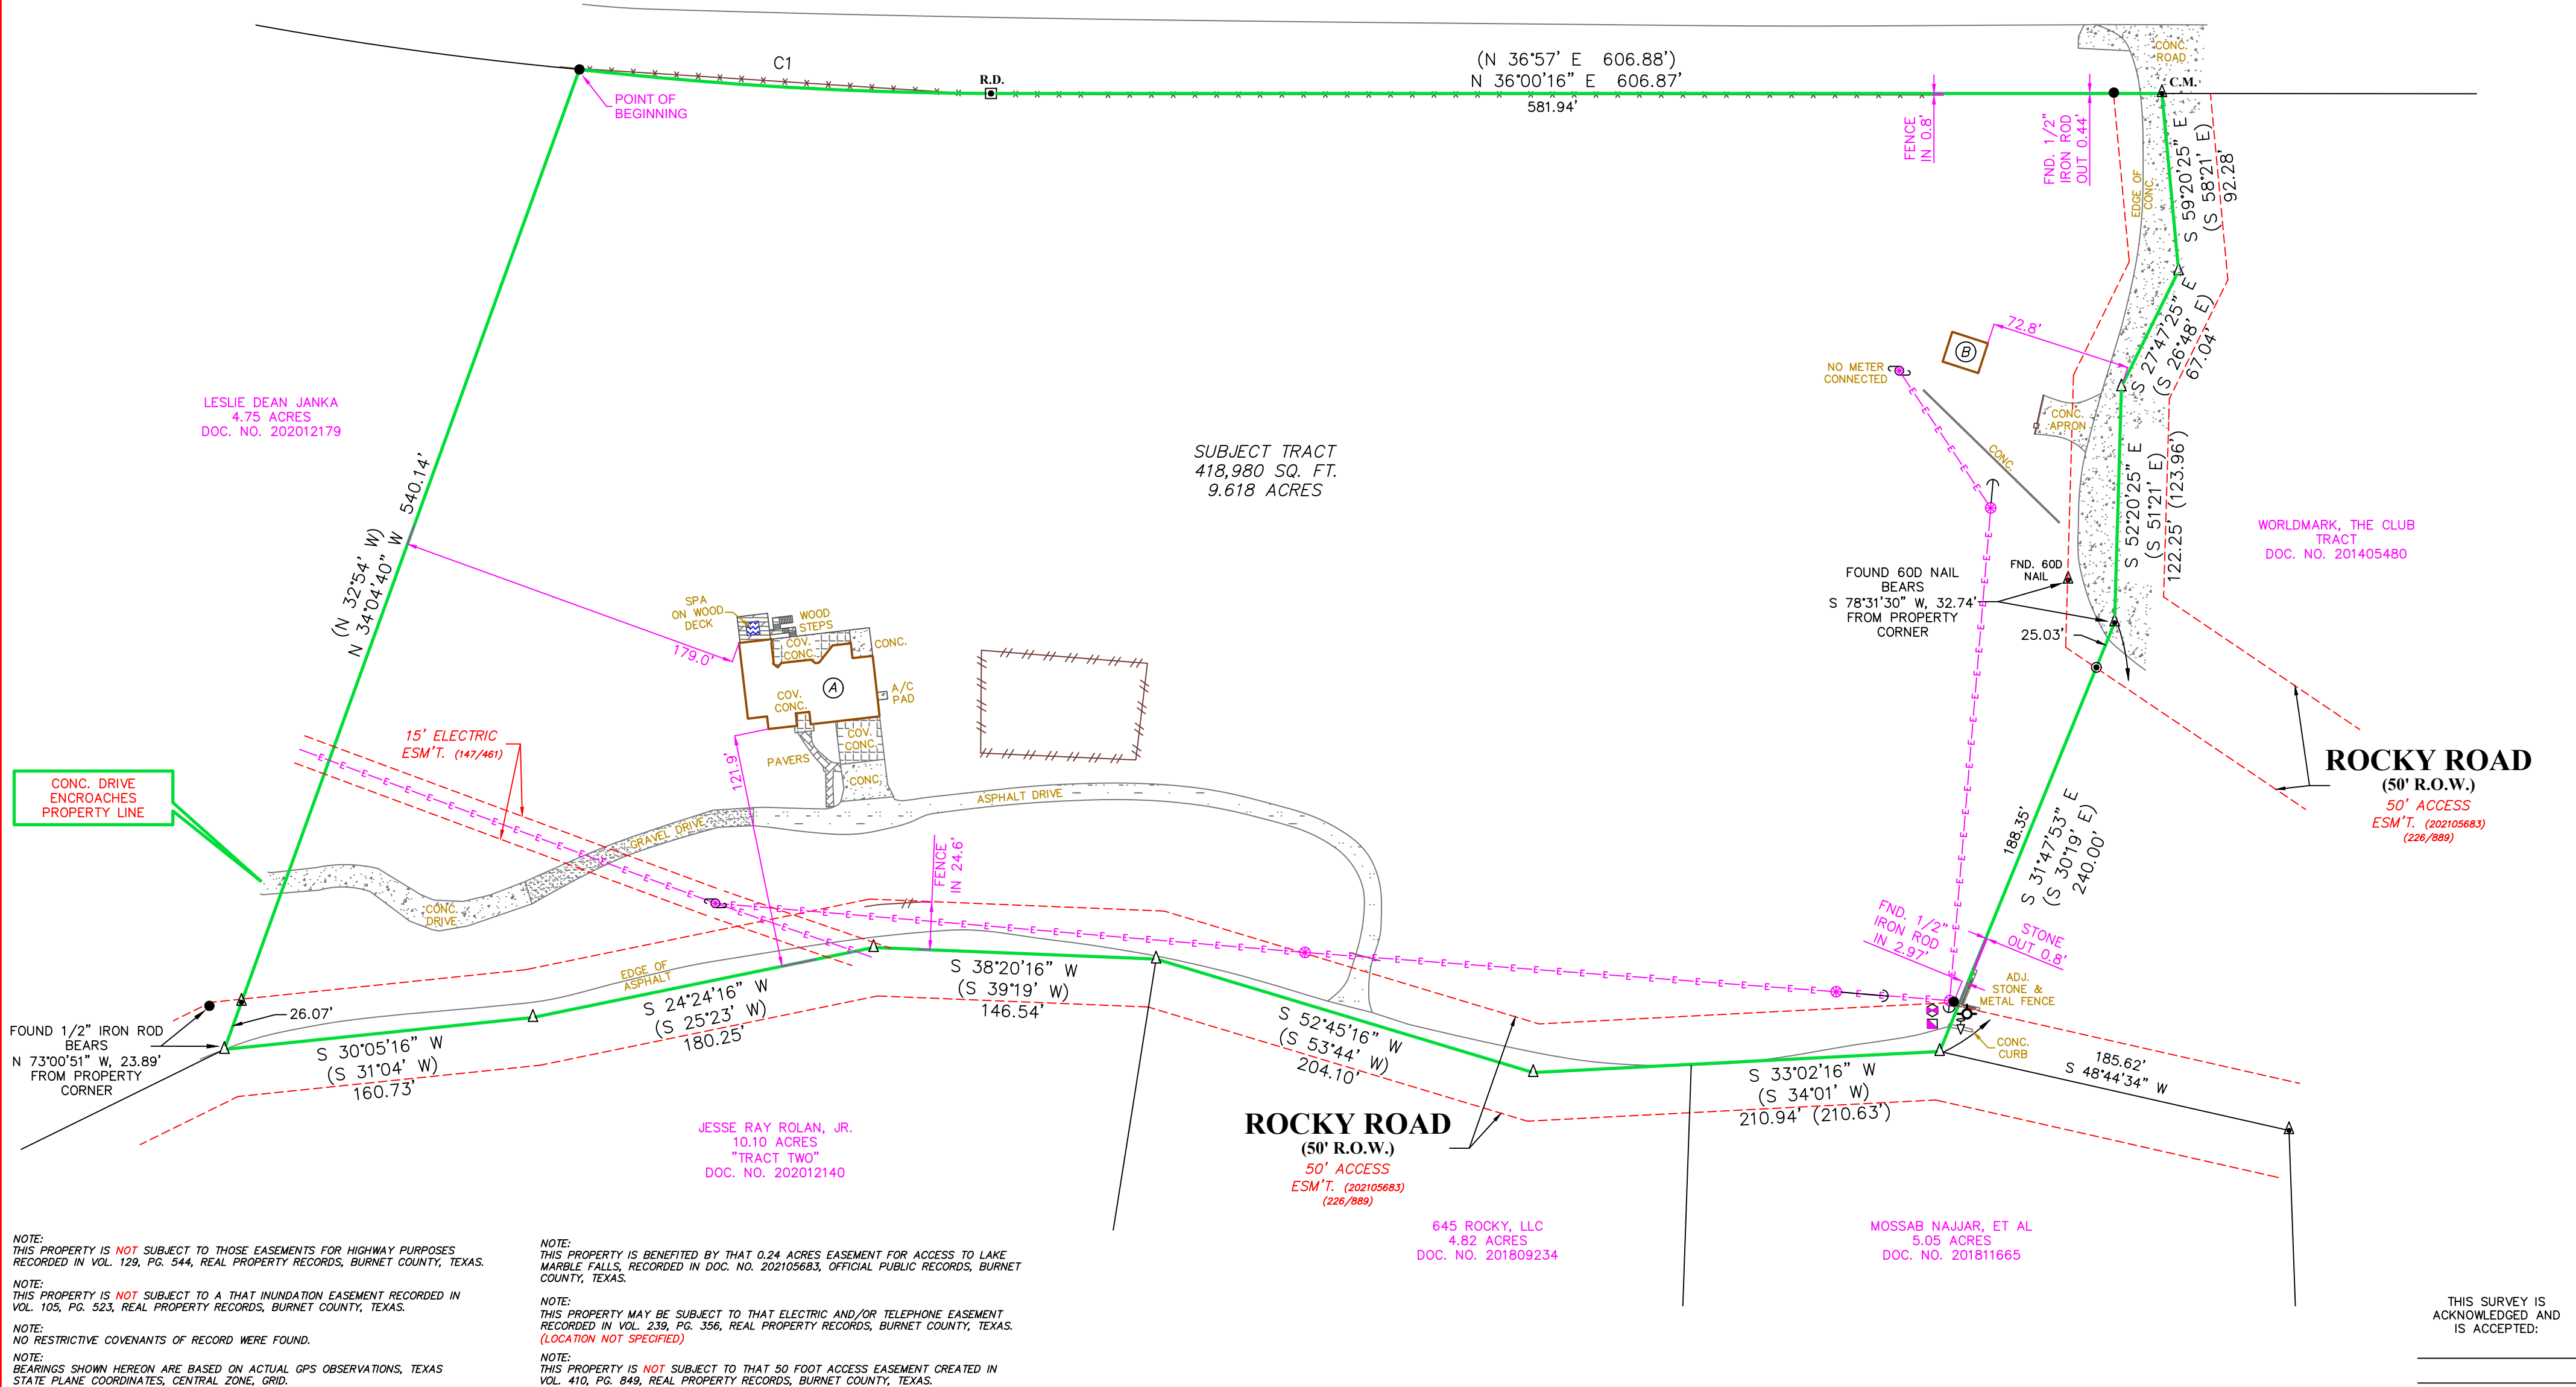 C1
R.D.
(N 36°57' E 606.88')
N 36°00'16" E 606.87'
581.94'
POINT OF
BEGINNING
FENCE
IN 0.8'
FND. 1/2"
IRON ROD
OUT 0.44'
CONC.
ROAD
C.M.
EDGE OF
CONC.
S 59°20'25" E
(S 58°21' E)
92.28'
S 27°47'25" E
(S 26°48' E)
67.04'
72.8'
B
NO METER
CONNECTED
CONC.
APRON
CONC.
S 52°20'25" E
(S 51°21' E)
122.25' (123.96')
LESLIE DEAN JANKA
4.75 ACRES
DOC. NO. 202012179
SUBJECT TRACT
418,980 SQ. FT.
9.618 ACRES
WORLDMARK, THE CLUB
TRACT
DOC. NO. 201405480
(N 32°54' W)
N 34°04'40" W 540.14'
FOUND 60D NAIL
BEARS
S 78°31'30" W, 32.74'
FROM PROPERTY
CORNER
FND. 60D
NAIL
25.03'
179.0'
SPA
ON WOOD
DECK
WOOD
STEPS
COV.
CONC.
CONC.
A
COV.
CONC.
A/C
PAD
COV.
CONC.
PAVERS
CONC.
121.9'
15' ELECTRIC
ESM'T. (147/461)
CONC. DRIVE
ENCROACHES
PROPERTY LINE
ASPHALT DRIVE
GRAVEL DRIVE
CONC.
DRIVE
FENCE
IN 24.6'
ROCKY ROAD
(50' R.O.W.)
50' ACCESS
ESM'T. (202105683)
(226/889)
188.35'
S 31°47'53" E
(S 30°19' E)
240.00'
FND. 1/2"
IRON ROD
IN 2.97'
STONE
OUT 0.8'
ADJ.
STONE &
METAL FENCE
CONC.
CURB
EDGE OF
ASPHALT
26.07'
FOUND 1/2" IRON ROD
BEARS
N 73°00'51" W, 23.89'
FROM PROPERTY
CORNER
S 30°05'16" W
(S 31°04' W)
160.73'
S 24°24'16" W
(S 25°23' W)
180.25'
S 38°20'16" W
(S 39°19' W)
146.54'
S 52°45'16" W
(S 53°44' W)
204.10'
S 33°02'16" W
(S 34°01' W)
210.94' (210.63')
185.62'
S 48°44'34" W
ROCKY ROAD
(50' R.O.W.)
50' ACCESS
ESM'T. (202105683)
(226/889)
JESSE RAY ROLAN, JR.
10.10 ACRES
"TRACT TWO"
DOC. NO. 202012140
645 ROCKY, LLC
4.82 ACRES
DOC. NO. 201809234
MOSSAB NAJJAR, ET AL
5.05 ACRES
DOC. NO. 201811665
NOTE:
THIS PROPERTY IS NOT SUBJECT TO THOSE EASEMENTS FOR HIGHWAY PURPOSES
RECORDED IN VOL. 129, PG. 544, REAL PROPERTY RECORDS, BURNET COUNTY, TEXAS.
NOTE:
THIS PROPERTY IS NOT SUBJECT TO A THAT INUNDATION EASEMENT RECORDED IN
VOL. 105, PG. 523, REAL PROPERTY RECORDS, BURNET COUNTY, TEXAS.
NOTE:
NO RESTRICTIVE COVENANTS OF RECORD WERE FOUND.
NOTE:
BEARINGS SHOWN HEREON ARE BASED ON ACTUAL GPS OBSERVATIONS, TEXAS
STATE PLANE COORDINATES, CENTRAL ZONE, GRID.
NOTE:
THIS PROPERTY IS BENEFITED BY THAT 0.24 ACRES EASEMENT FOR ACCESS TO LAKE
MARBLE FALLS, RECORDED IN DOC. NO. 202105683, OFFICIAL PUBLIC RECORDS, BURNET
COUNTY, TEXAS.
NOTE:
THIS PROPERTY MAY BE SUBJECT TO THAT ELECTRIC AND/OR TELEPHONE EASEMENT
RECORDED IN VOL. 239, PG. 356, REAL PROPERTY RECORDS, BURNET COUNTY, TEXAS.
(LOCATION NOT SPECIFIED)
NOTE:
THIS PROPERTY IS NOT SUBJECT TO THAT 50 FOOT ACCESS EASEMENT CREATED IN
VOL. 410, PG. 849, REAL PROPERTY RECORDS, BURNET COUNTY, TEXAS.
THIS SURVEY IS
ACKNOWLEDGED AND
IS ACCEPTED: